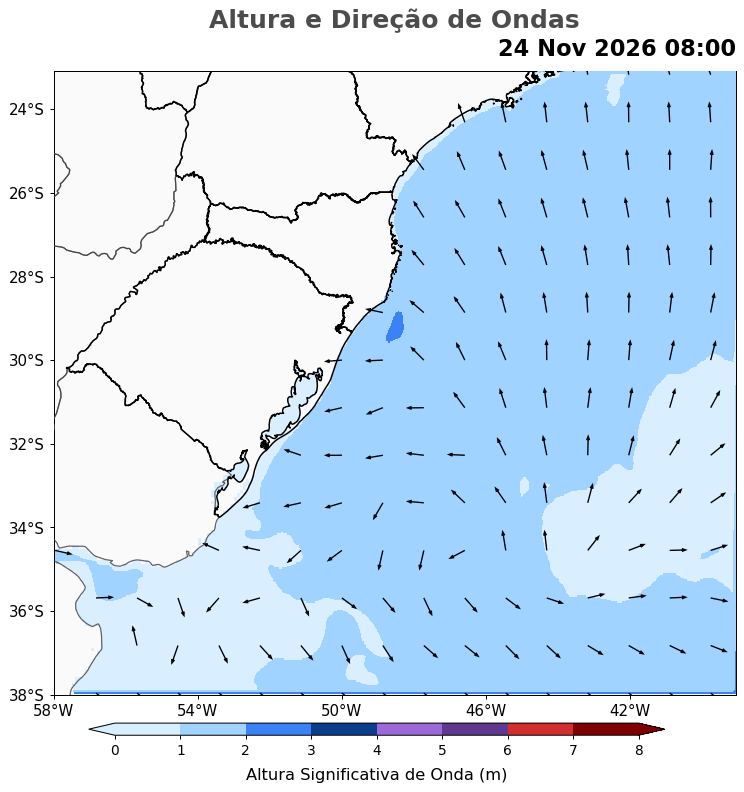 Altura e Direção de Ondas
24 Nov 2026 08:00
24°S
26°S
28°S
30°S
32°S
34°S
36°S
38°S
58°W 54°W 50°W 46°W 42°W
0 1 2 3 4 5 6 7 8
Altura Significativa de Onda (m)